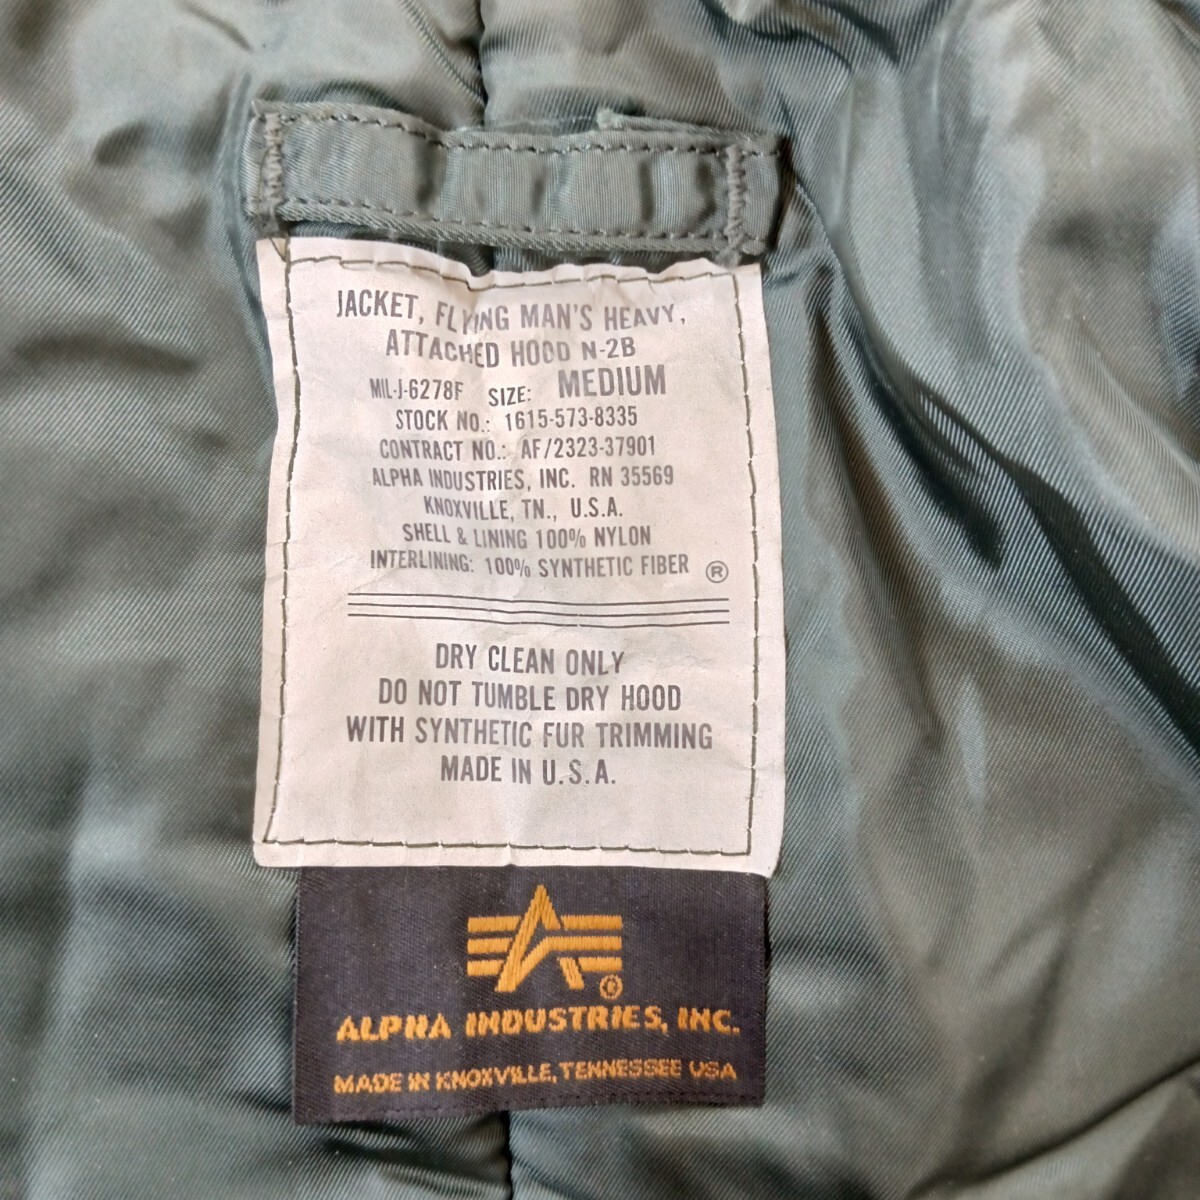 JACKET, FLYING MAN'S HEAVY,
ATTACHED HOOD N-2B
MIL-J-6278F SIZE: MEDIUM
STOCK NO.: 1615-573-8335
CONTRACT NO.: AF/2323-37901
ALPHA INDUSTRIES, INC. RN 35569
KNOXVILLE, TN., U.S.A.
SHELL & LINING 100% NYLON
INTERLINING: 100% SYNTHETIC FIBER ®
DRY CLEAN ONLY
DO NOT TUMBLE DRY HOOD
WITH SYNTHETIC FUR TRIMMING
MADE IN U.S.A.
®
ALPHA INDUSTRIES, INC.
MADE IN KNOXVILLE, TENNESSEE USA